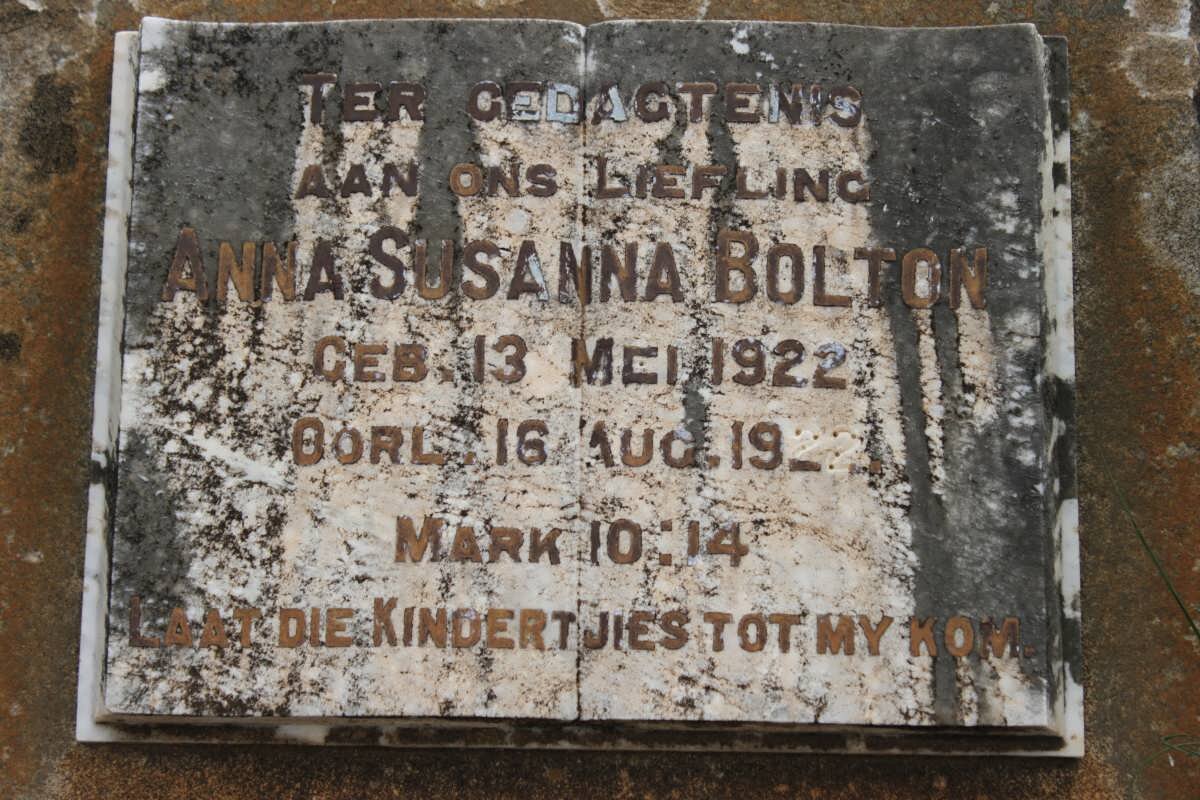 TER GEDAGTENIS
AAN ONS LIEFLING
ANNA SUSANNA BOLTON
GEB. 13 MEI 1922
OORL. 16 AUG. 1922.
MARK 10:14
LAAT DIE KINDERTJIES TOT MY KOM.